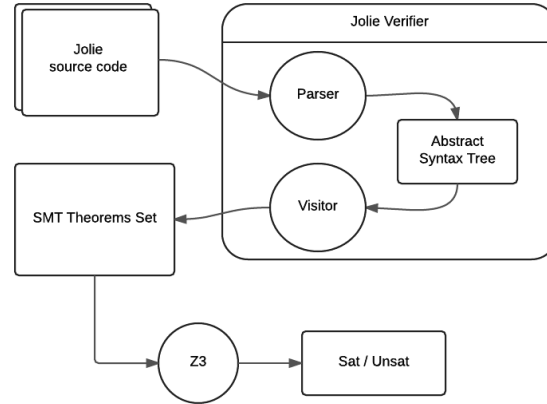 Jolie Verifier
Jolie
source code
Parser
Abstract
Syntax Tree
Visitor
SMT Theorems Set
Z3
Sat / Unsat